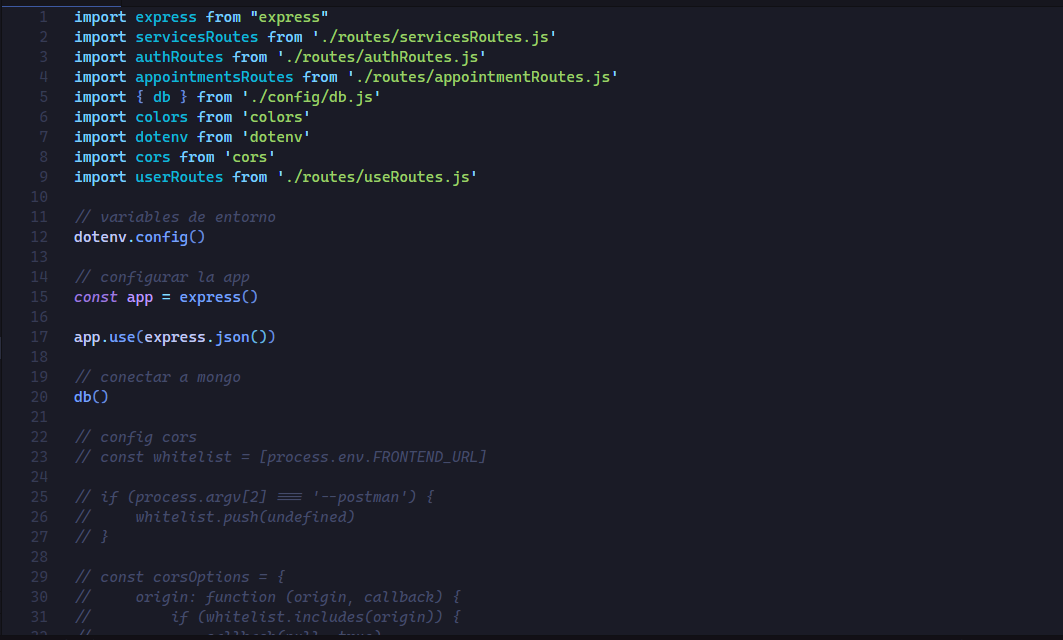 1 import express from "express"
2 import servicesRoutes from './routes/servicesRoutes.js'
3 import authRoutes from './routes/authRoutes.js'
4 import appointmentsRoutes from './routes/appointmentRoutes.js'
5 import { db } from './config/db.js'
6 import colors from 'colors'
7 import dotenv from 'dotenv'
8 import cors from 'cors'
9 import userRoutes from './routes/useRoutes.js'
10
11 // variables de entorno
12 dotenv.config()
13
14 // configurar la app
15 const app = express()
16
17 app.use(express.json())
18
19 // conectar a mongo
20 db()
21
22 // config cors
23 // const whitelist = [process.env.FRONTEND_URL]
24
25 // if (process.argv[2] === '--postman') {
26 //     whitelist.push(undefined)
27 // }
28
29 // const corsOptions = {
30 //     origin: function (origin, callback) {
31 //         if (whitelist.includes(origin)) {
32 //             callback(null, true)